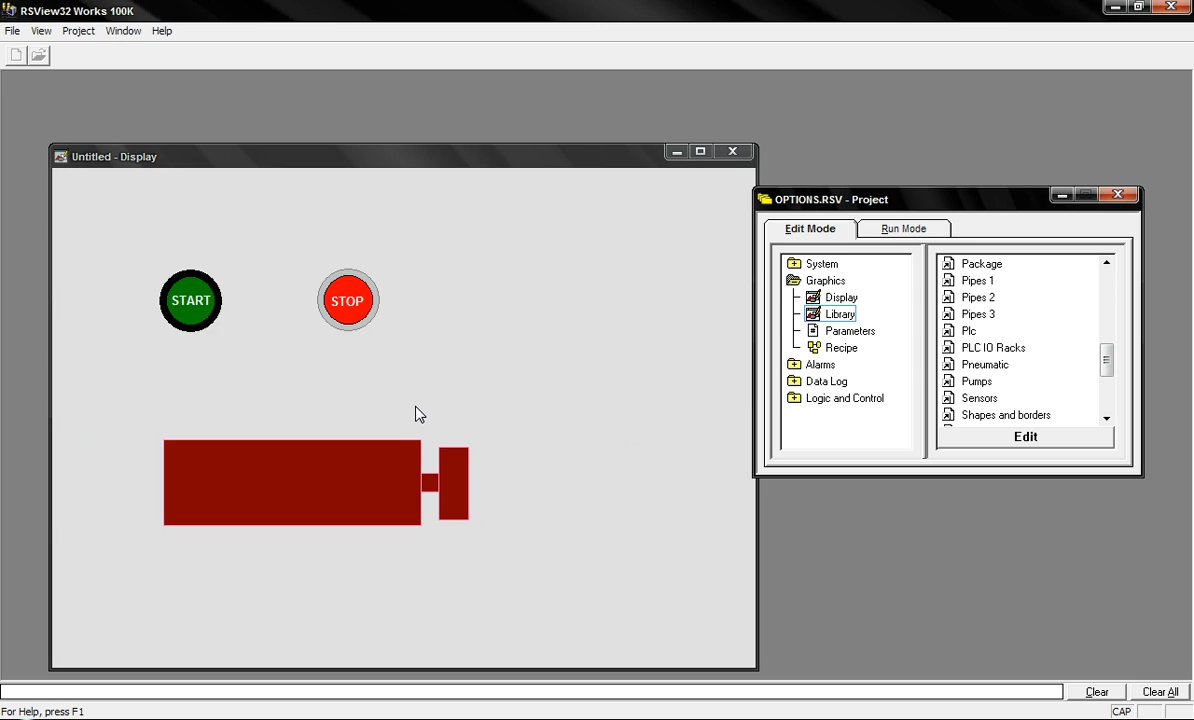 RSView32 Works 100K
File View Project Window Help
Untitled - Display
START
STOP
OPTIONS.RSV - Project
Edit Mode
Run Mode
System
Graphics
Display
Library
Parameters
Recipe
Alarms
Data Log
Logic and Control
Package
Pipes 1
Pipes 2
Pipes 3
Plc
PLC IO Racks
Pneumatic
Pumps
Sensors
Shapes and borders
Edit
Clear
Clear All
For Help, press F1
CAP